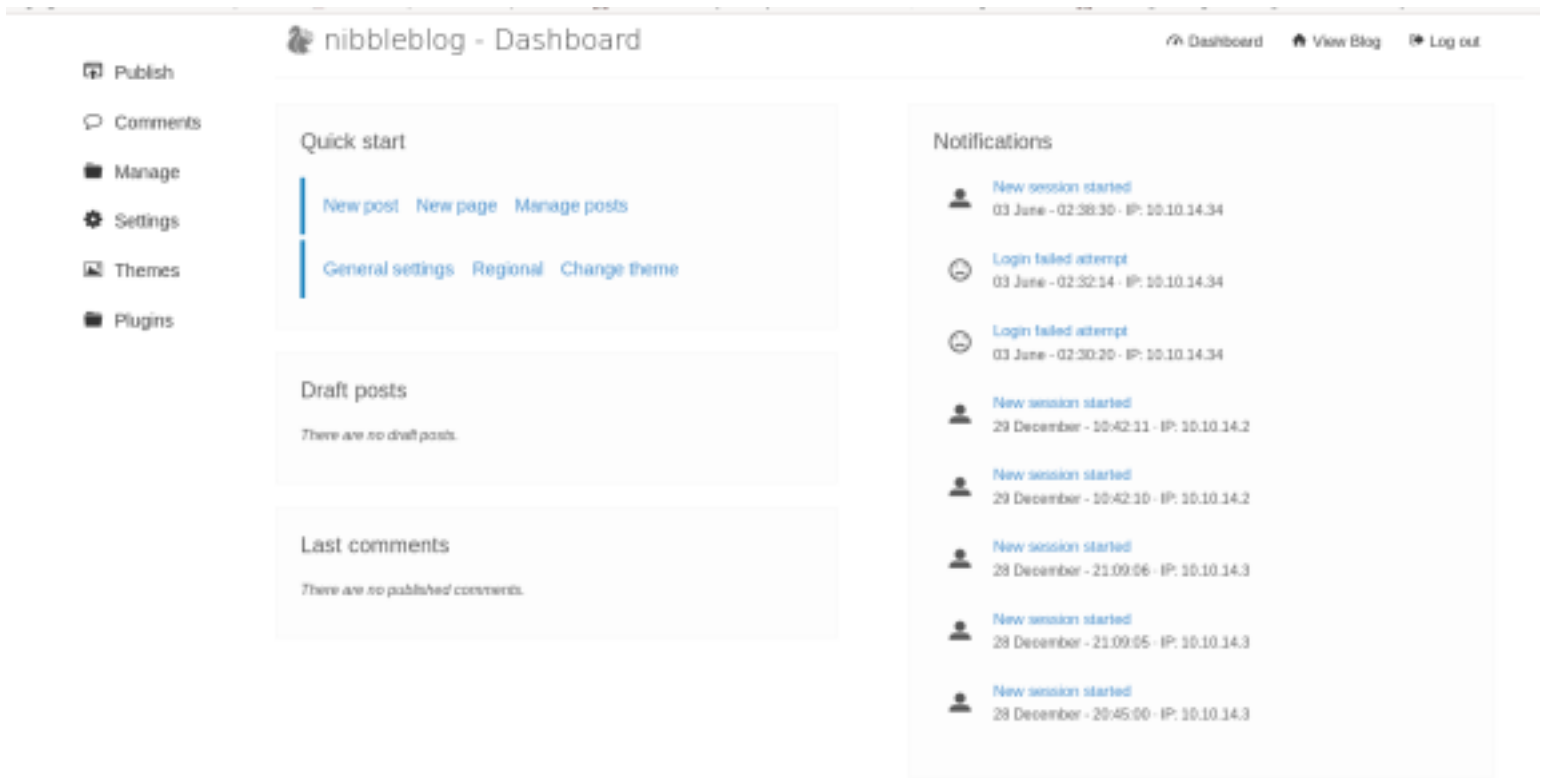 nibbleblog - Dashboard
Dashboard View Blog Log out
Publish
Comments
Manage
Settings
Themes
Plugins
Quick start
New post New page Manage posts
General settings Regional Change theme
Draft posts
There are no draft posts.
Last comments
There are no published comments.
Notifications
New session started
03 June - 02:38:30 - IP: 10.10.14.34
Login failed attempt
03 June - 02:32:14 - IP: 10.10.14.34
Login failed attempt
03 June - 02:30:20 - IP: 10.10.14.34
New session started
29 December - 10:42:11 - IP: 10.10.14.2
New session started
29 December - 10:42:10 - IP: 10.10.14.2
New session started
28 December - 21:09:06 - IP: 10.10.14.3
New session started
28 December - 21:09:05 - IP: 10.10.14.3
New session started
28 December - 20:45:00 - IP: 10.10.14.3